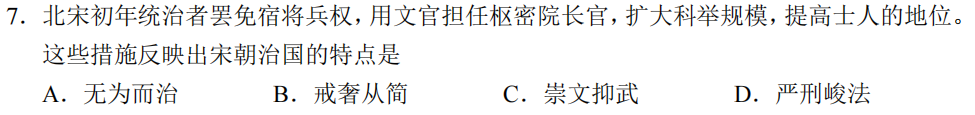 7．北宋初年统治者罢免宿将兵权，用文官担任枢密院长官，扩大科举规模，提高士人的地位。
这些措施反映出宋朝治国的特点是
A．无为而治 B．戒奢从简 C．崇文抑武 D．严刑峻法